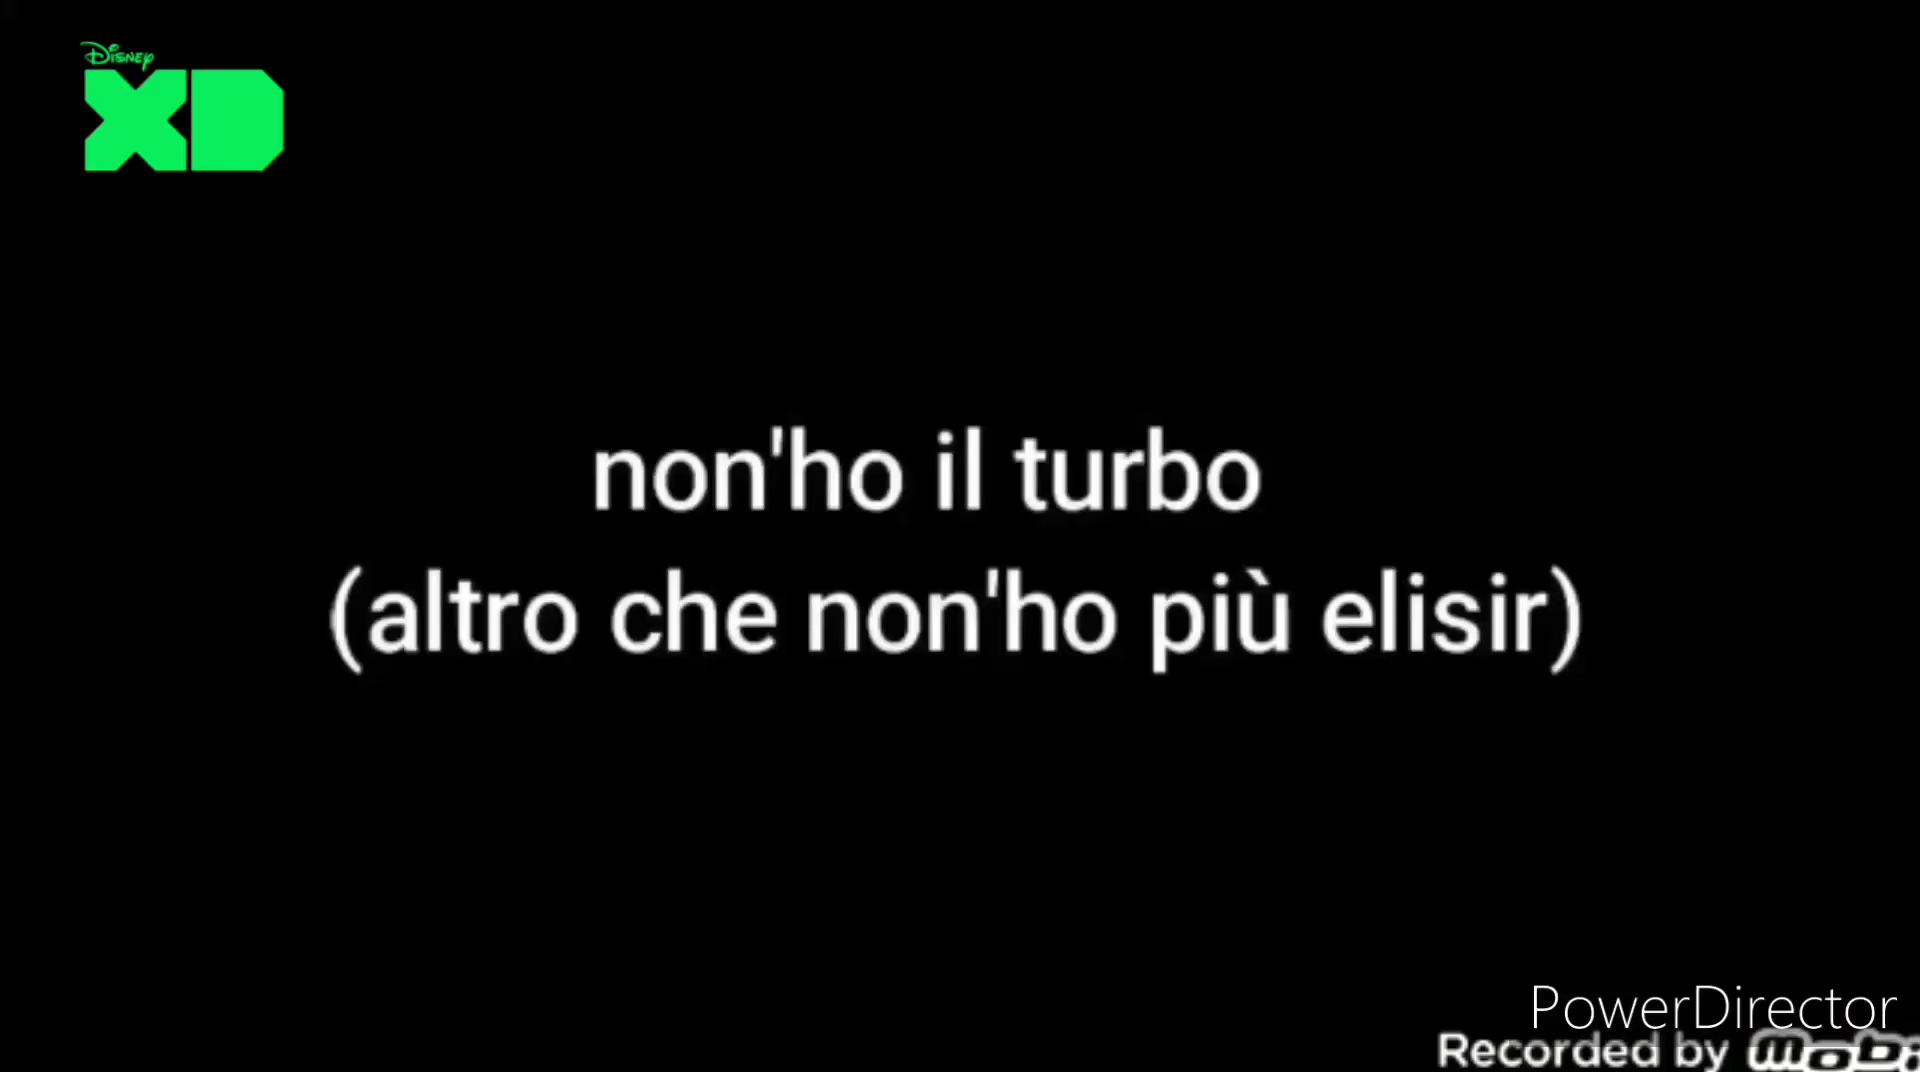 Disney
XD
non'ho il turbo
(altro che non'ho più elisir)
PowerDirector
Recorded by